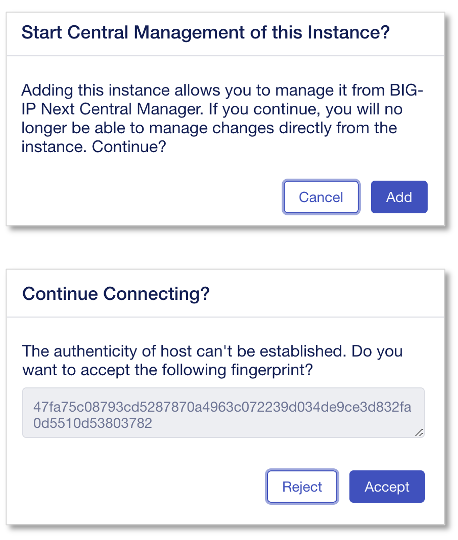 Start Central Management of this Instance?
Adding this instance allows you to manage it from BIG-
IP Next Central Manager. If you continue, you will no
longer be able to manage changes directly from the
instance. Continue?
Cancel
Add
Continue Connecting?
The authenticity of host can't be established. Do you
want to accept the following fingerprint?
47fa75c08793cd5287870a4963c072239d034de9ce3d832fa
0d5510d53803782
Reject
Accept